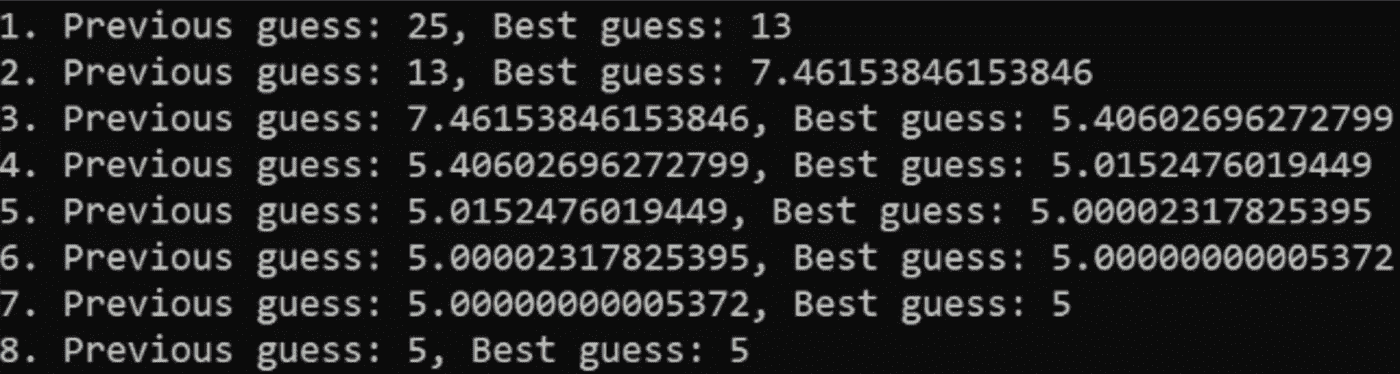 1. Previous guess: 25, Best guess: 13
2. Previous guess: 13, Best guess: 7.46153846153846
3. Previous guess: 7.46153846153846, Best guess: 5.40602696272799
4. Previous guess: 5.40602696272799, Best guess: 5.0152476019449
5. Previous guess: 5.0152476019449, Best guess: 5.00002317825395
6. Previous guess: 5.00002317825395, Best guess: 5.00000000005372
7. Previous guess: 5.00000000005372, Best guess: 5
8. Previous guess: 5, Best guess: 5